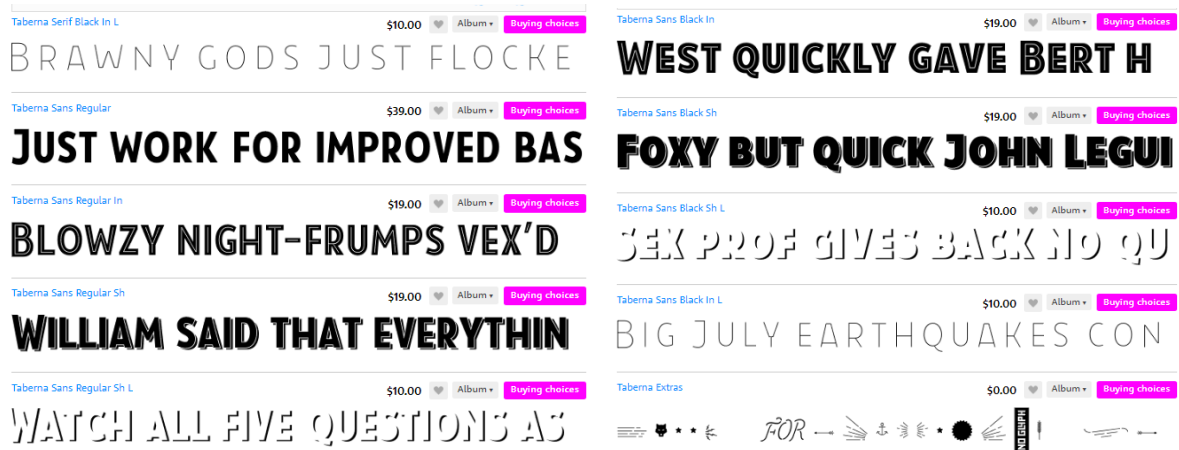 Taberna Serif Black In L $10.00 Album ▾ Buying choices
BRAWNY GODS JUST FLOCKE
Taberna Sans Regular $39.00 Album ▾ Buying choices
JUST WORK FOR IMPROVED BAS
Taberna Sans Regular In $19.00 Album ▾ Buying choices
BLOWZY NIGHT-FRUMPS VEX'D
Taberna Sans Regular Sh $19.00 Album ▾ Buying choices
WILLIAM SAID THAT EVERYTHIN
Taberna Sans Regular Sh L $10.00 Album ▾ Buying choices
WATCH ALL FIVE QUESTIONS AS
Taberna Sans Black In $19.00 Album ▾ Buying choices
WEST QUICKLY GAVE BERT H
Taberna Sans Black Sh $19.00 Album ▾ Buying choices
FOXY BUT QUICK JOHN LEGUI
Taberna Sans Black Sh L $10.00 Album ▾ Buying choices
SEX PROF GIVES BACK NO QU
Taberna Sans Black In L $10.00 Album ▾ Buying choices
BIG JULY EARTHQUAKES CON
Taberna Extras $0.00 Album ▾ Buying choices
FOR NO GLYPH